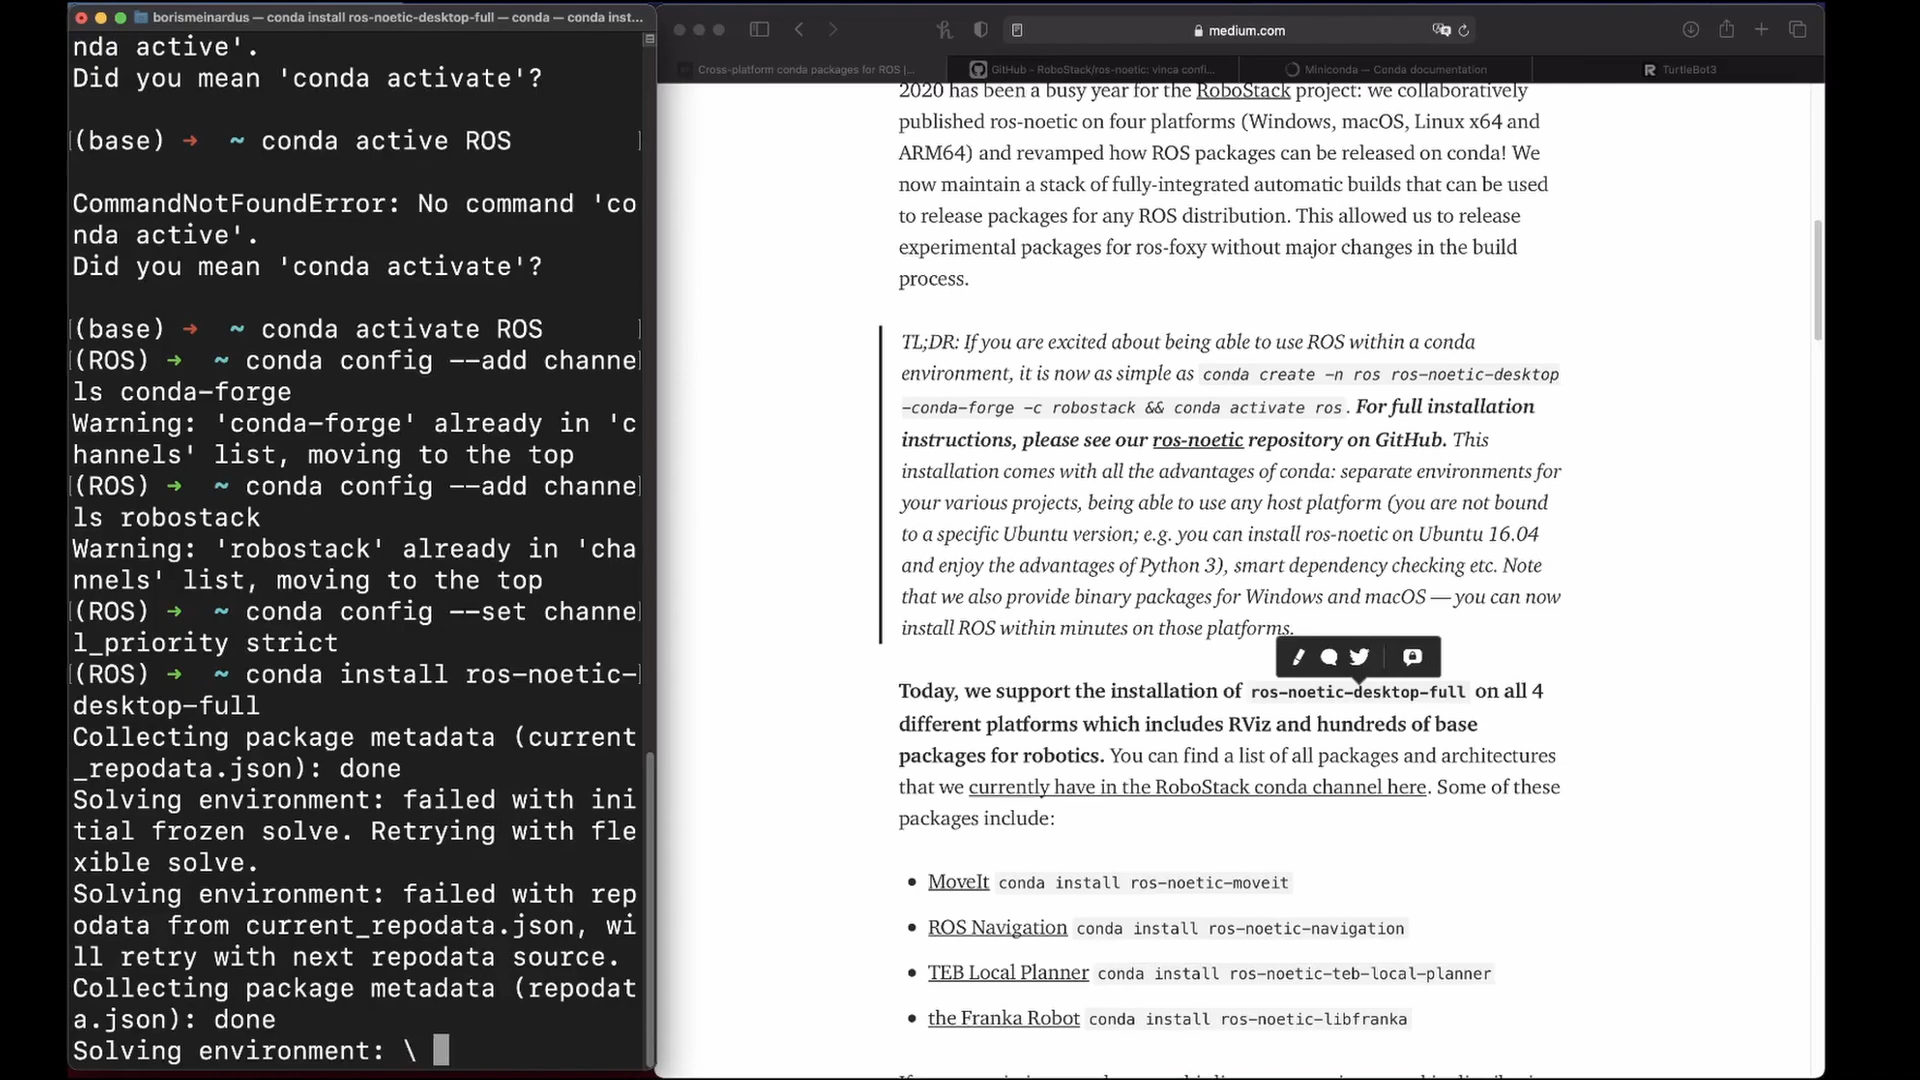 borismeinardus — conda install ros-noetic-desktop-full — conda — conda inst...
nda active'.
Did you mean 'conda activate'?
(base) → ~ conda active ROS
CommandNotFoundError: No command 'co
nda active'.
Did you mean 'conda activate'?
(base) → ~ conda activate ROS
(ROS) → ~ conda config --add channe
ls conda-forge
Warning: 'conda-forge' already in 'c
hannels' list, moving to the top
(ROS) → ~ conda config --add channe
ls robostack
Warning: 'robostack' already in 'cha
nnels' list, moving to the top
(ROS) → ~ conda config --set channe
l_priority strict
(ROS) → ~ conda install ros-noetic-
desktop-full
Collecting package metadata (current
_repodata.json): done
Solving environment: failed with ini
tial frozen solve. Retrying with fle
xible solve.
Solving environment: failed with rep
odata from current_repodata.json, wi
ll retry with next repodata source.
Collecting package metadata (repodat
a.json): done
Solving environment: \
medium.com
Cross-platform conda packages for ROS |...
GitHub - RoboStack/ros-noetic: vinca confi...
Miniconda — Conda documentation
TurtleBot3
2020 has been a busy year for the RoboStack project: we collaboratively
published ros-noetic on four platforms (Windows, macOS, Linux x64 and
ARM64) and revamped how ROS packages can be released on conda! We
now maintain a stack of fully-integrated automatic builds that can be used
to release packages for any ROS distribution. This allowed us to release
experimental packages for ros-foxy without major changes in the build
process.
TL;DR: If you are excited about being able to use ROS within a conda
environment, it is now as simple as conda create -n ros ros-noetic-desktop
-conda-forge -c robostack && conda activate ros. For full installation
instructions, please see our ros-noetic repository on GitHub. This
installation comes with all the advantages of conda: separate environments for
your various projects, being able to use any host platform (you are not bound
to a specific Ubuntu version; e.g. you can install ros-noetic on Ubuntu 16.04
and enjoy the advantages of Python 3), smart dependency checking etc. Note
that we also provide binary packages for Windows and macOS — you can now
install ROS within minutes on those platforms.
Today, we support the installation of ros-noetic-desktop-full on all 4
different platforms which includes RViz and hundreds of base
packages for robotics. You can find a list of all packages and architectures
that we currently have in the RoboStack conda channel here. Some of these
packages include:
• MoveIt conda install ros-noetic-moveit
• ROS Navigation conda install ros-noetic-navigation
• TEB Local Planner conda install ros-noetic-teb-local-planner
• the Franka Robot conda install ros-noetic-libfranka